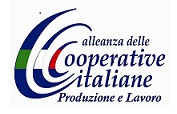 alleanza delle
Cooperative
italiane
Produzione e Lavoro